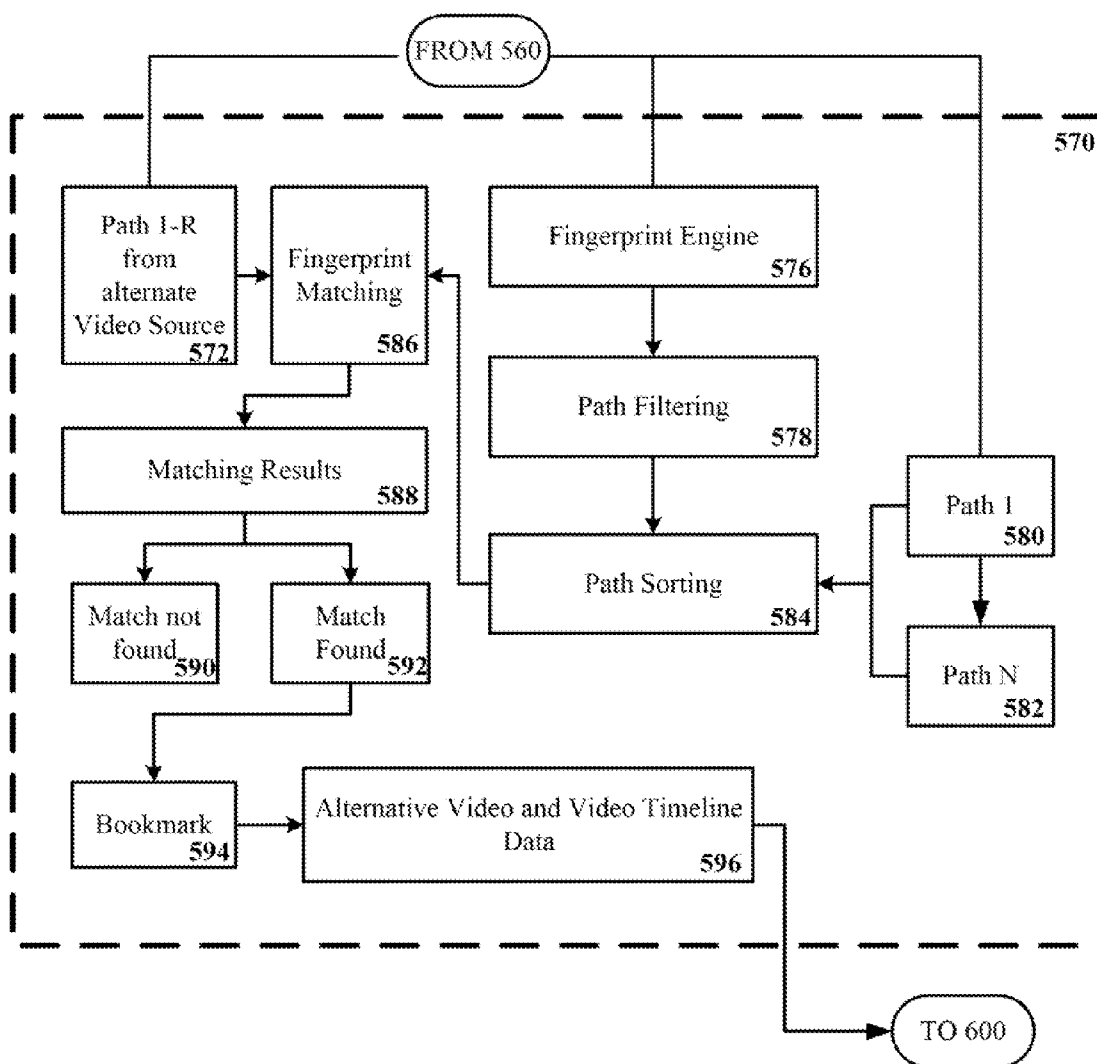 FROM 560
570
Path 1-R
from
alternate
Video Source
572
Fingerprint
Matching
586
Fingerprint Engine
576
Path Filtering
578
Matching Results
588
Path 1
580
Path Sorting
584
Match not
found
590
Match
Found
592
Path N
582
Bookmark
594
Alternative Video and Video Timeline
Data
596
TO 600